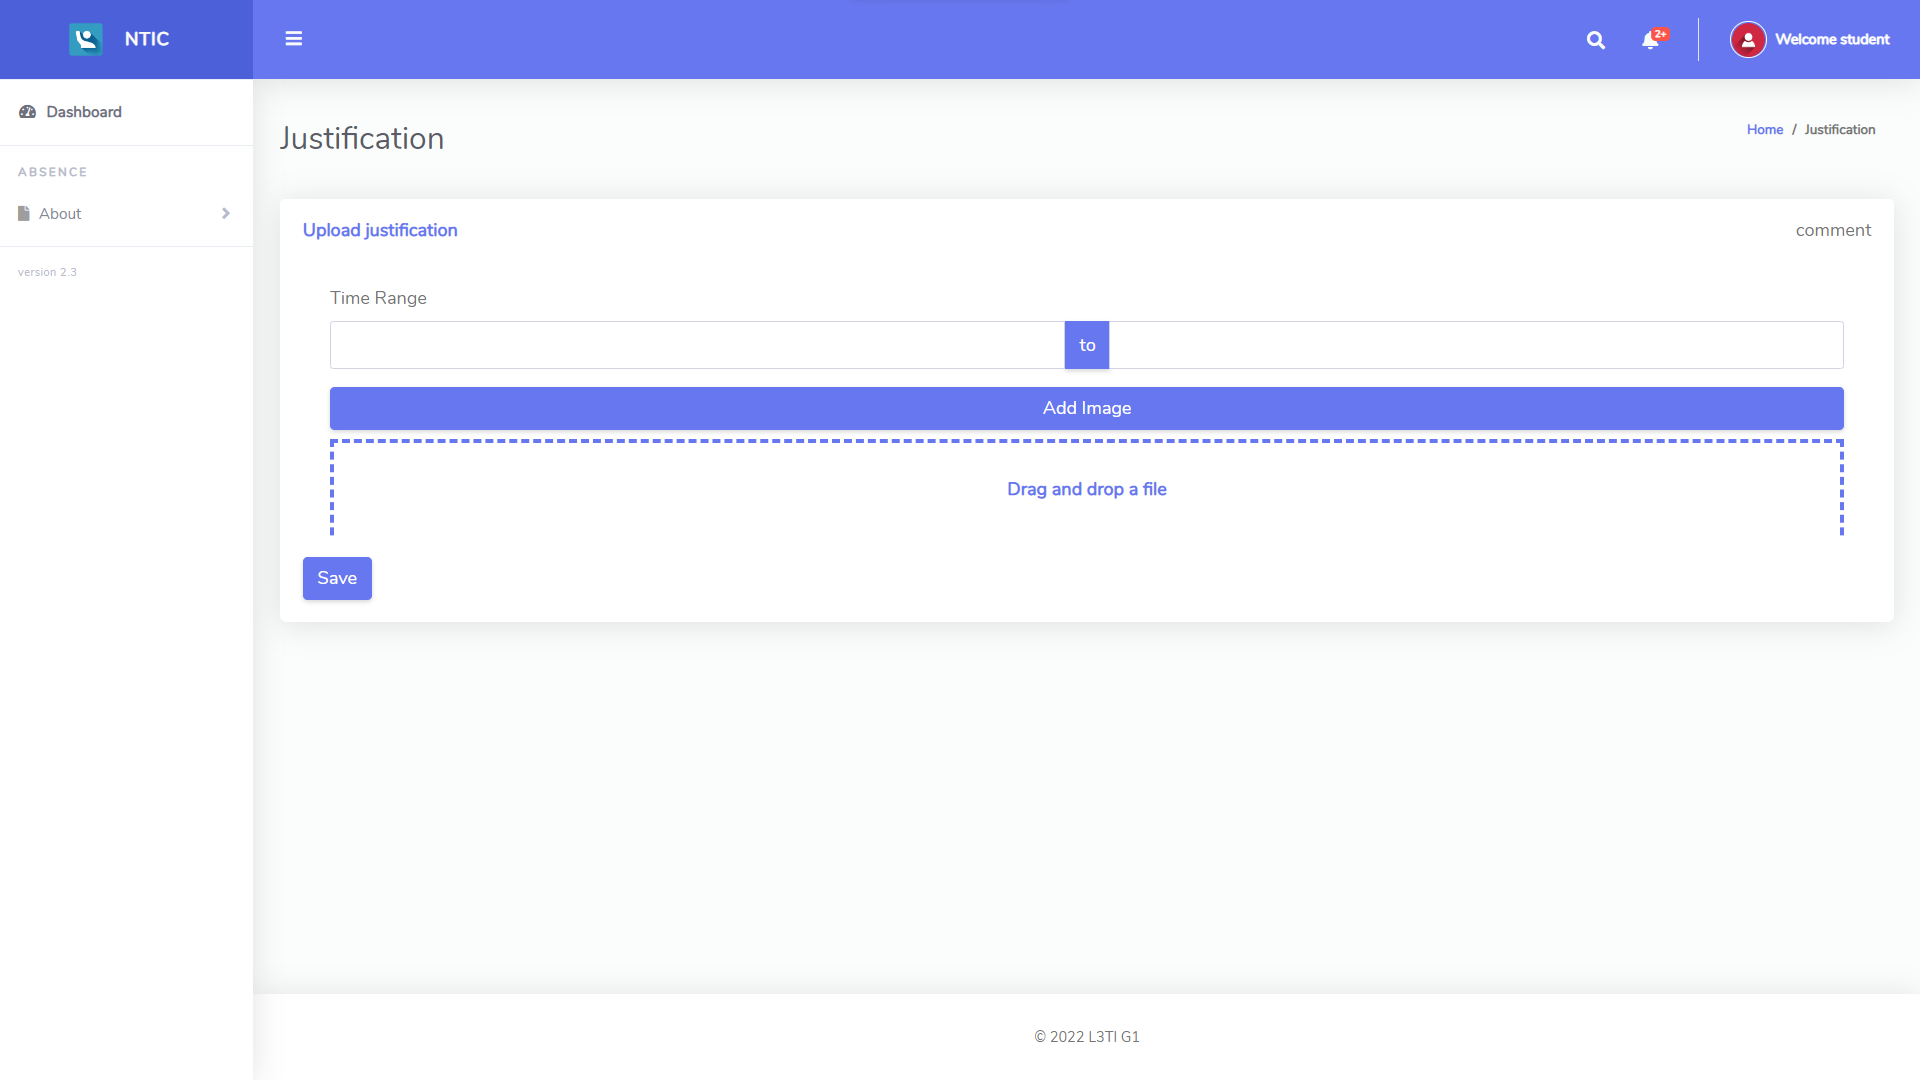 NTIC
2+
Welcome student
Dashboard
ABSENCE
About
version 2.3
Justification
Home / Justification
Upload justification
comment
Time Range
to
Add Image
Drag and drop a file
Save
© 2022 L3TI G1